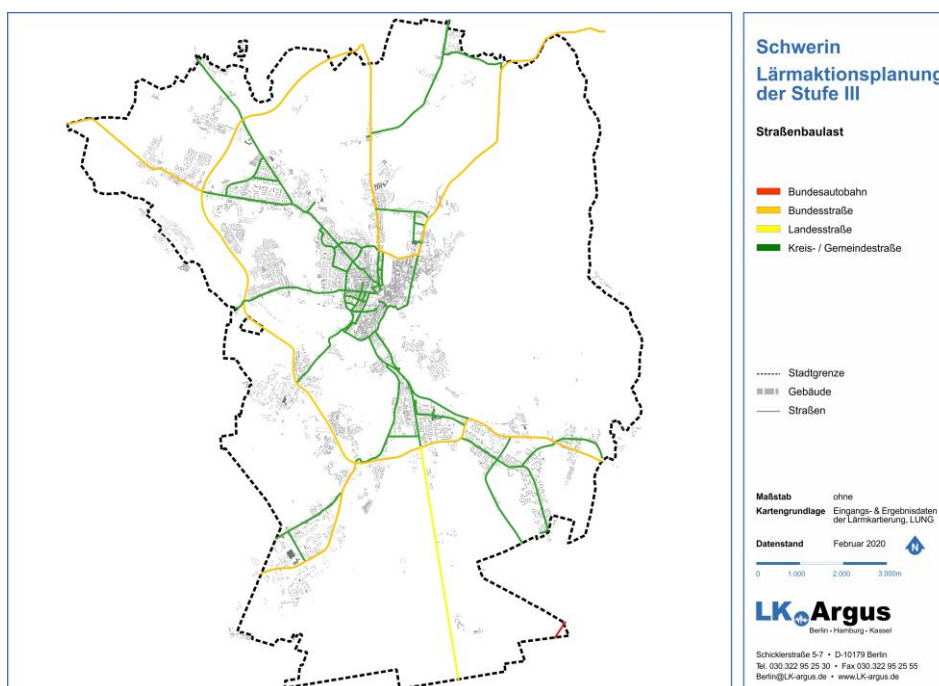 Schwerin
Lärmaktionsplanung
der Stufe III
Straßenbaulast
Bundesautobahn
Bundesstraße
Landesstraße
Kreis- / Gemeindestraße
Stadtgrenze
Gebäude
Straßen
Maßstab ohne
Kartengrundlage Eingangs- & Ergebnisdaten
der Lärmkartierung, LUNG
Datenstand Februar 2020
N
0 1.000 2.000 3.000m
LK Argus
Berlin • Hamburg • Kassel
Schicklerstraße 5-7 • D-10179 Berlin
Tel. 030.322 95 25 30 • Fax 030.322 95 25 55
Berlin@LK-argus.de • www.LK-argus.de